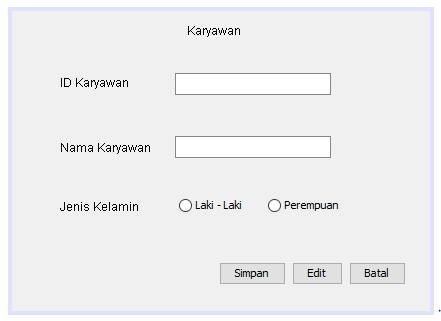 Karyawan
ID Karyawan
Nama Karyawan
Jenis Kelamin Laki - Laki Perempuan
Simpan Edit Batal